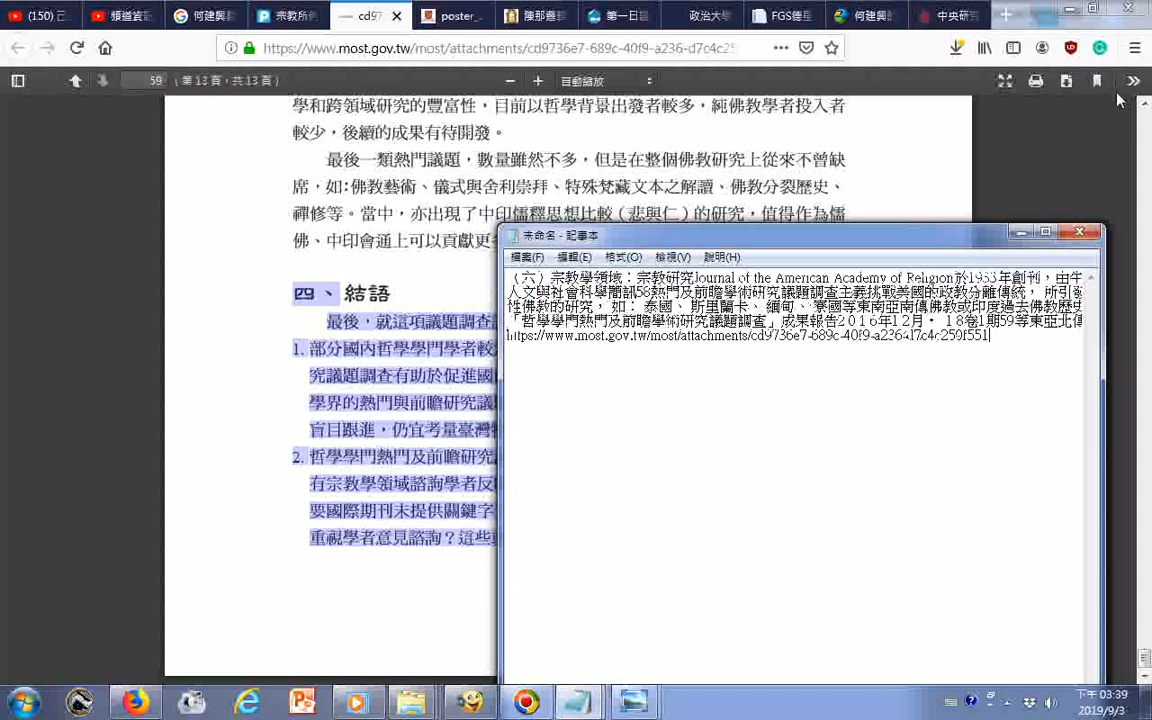 (150) 已
頻道資訊
何建興教
宗教所
cd97
poster_
陳那邏輯
第一日議
政治大學
FGS佛星
何建興的
中央研究
https://www.most.gov.tw/most/attachments/cd9736e7-689c-40f9-a236-d7c4c25
59 (第 13 頁，共 13 頁)
自動縮放
學和跨領域研究的豐富性，目前以哲學背景出發者較多，純佛教學者投入者
較少，後續的成果有待開發。
最後一類熱門議題，數量雖然不多，但是在整個佛教研究上從來不曾缺
席，如：佛教藝術、儀式與舍利崇拜、特殊梵藏文本之解讀、佛教分裂歷史、
禪修等。當中，亦出現了中印儒釋思想比較（悲與仁）的研究，值得作為儒
佛、中印會通上可以貢獻更多
四、結語
最後，就這項議題調查計
1. 部分國內哲學學門學者較
究議題調查有助於促進國
學界的熱門與前瞻研究議
盲目跟進，仍宜考量臺灣
2. 哲學學門熱門及前瞻研究
有宗教學領域諮詢學者反
要國際期刊未提供關鍵字
重視學者意見諮詢？這些
未命名 - 記事本
檔案(F) 編輯(E) 格式(O) 檢視(V) 說明(H)
（六）宗教學領域：宗教研究Journal of the American Academy of Religion於1933年創刊，由午
人文與社會科學簡訊58熱門及前瞻學術研究議題調查主義挑戰美國的政教分離傳統， 所引發
性佛教的研究， 如： 泰國、 斯里蘭卡、 緬甸、 寮國等東南亞南傳佛教或印度過去佛教歷史
「哲學學門熱門及前瞻學術研究議題調查」成果報告２０１６年１２月‧ １８卷１期59等東亞北傳
https://www.most.gov.tw/most/attachments/cd9736e7-689c-40f9-a236-d7c4c259f551
下午 03:39
2019/9/3